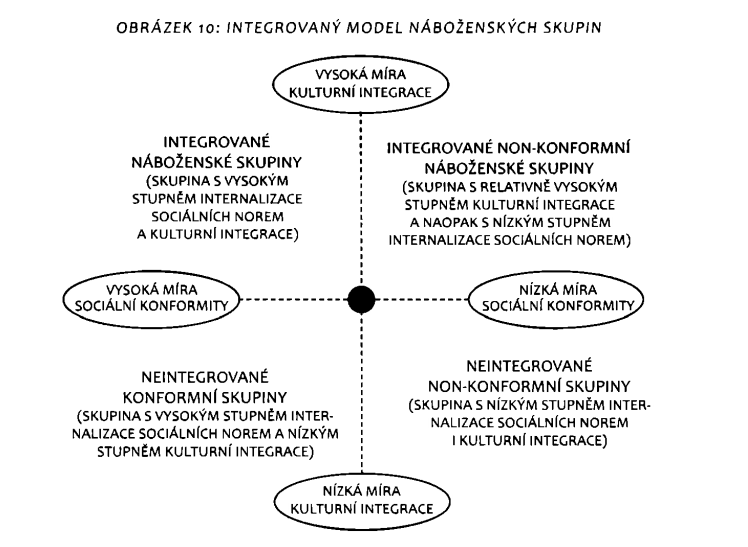 OBRÁZEK 10: INTEGROVANÝ MODEL NÁBOŽENSKÝCH SKUPIN
VYSOKÁ MÍRA
KULTURNÍ INTEGRACE
INTEGROVANÉ
NÁBOŽENSKÉ SKUPINY
(SKUPINA S VYSOKÝM
STUPNĚM INTERNALIZACE
SOCIÁLNÍCH NOREM
A KULTURNÍ INTEGRACE)
INTEGROVANÉ NON-KONFORMNÍ
NÁBOŽENSKÉ SKUPINY
(SKUPINA S RELATIVNĚ VYSOKÝM
STUPNĚM KULTURNÍ INTEGRACE
A NAOPAK S NÍZKÝM STUPNĚM
INTERNALIZACE SOCIÁLNÍCH NOREM)
VYSOKÁ MÍRA
SOCIÁLNÍ KONFORMITY
NÍZKÁ MÍRA
SOCIÁLNÍ KONFORMITY
NEINTEGROVANÉ
KONFORMNÍ SKUPINY
(SKUPINA S VYSOKÝM STUPNĚM INTER-
NALIZACE SOCIÁLNÍCH NOREM A NÍZKÝM
STUPNĚM KULTURNÍ INTEGRACE)
NEINTEGROVANÉ
NON-KONFORMNÍ SKUPINY
(SKUPINA S NÍZKÝM STUPNĚM INTER-
NALIZACE SOCIÁLNÍCH NOREM
I KULTURNÍ INTEGRACE)
NÍZKÁ MÍRA
KULTURNÍ INTEGRACE